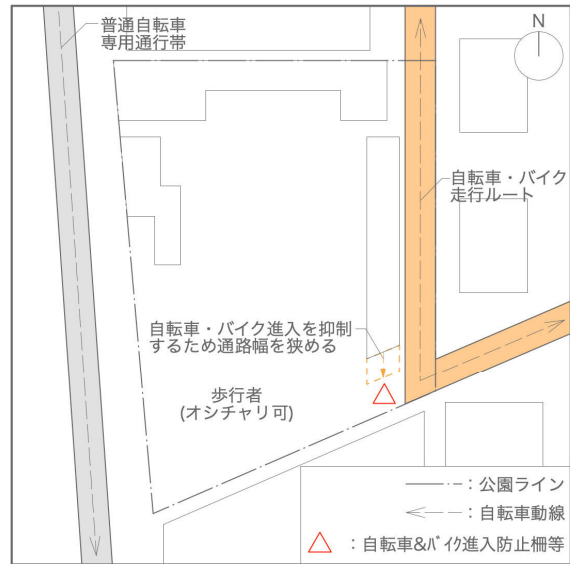 普通自転車
専用通行帯
N
自転車・バイク
走行ルート
自転車・バイク進入を抑制
するため通路幅を狭める
歩行者
(オシチャリ可)
：公園ライン
：自転車動線
：自転車&バイク進入防止柵等